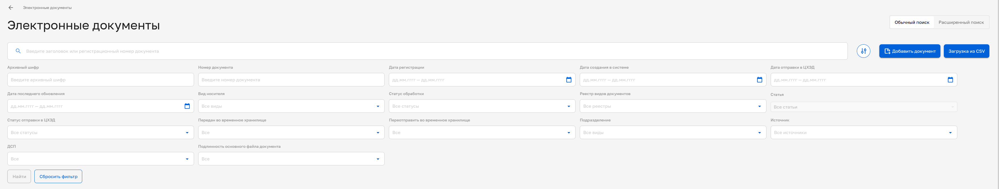 Электронные документы
Электронные документы
Обычный поиск Расширенный поиск
Введите заголовок или регистрационный номер документа
Добавить документ Загрузка из CSV
Архивный шифр Номер документа Дата регистрации Дата создания в системе Дата отправки в ЦХЭД
Введите архивный шифр Введите номер документа дд.мм.гггг — дд.мм.гггг дд.мм.гггг — дд.мм.гггг дд.мм.гггг — дд.мм.гггг
Дата последнего обновления Вид носителя Статус обработки Реестр видов документов Статья
дд.мм.гггг — дд.мм.гггг Все виды Все статусы Все реестры Все статьи
Статус отправки в ЦХЭД Передан во временное хранилище Переотправить во временное хранилище Подразделение Источник
Все статусы Все Все Все виды Все источники
ДСП Подлинность основного файла документа
Все Все
Найти Сбросить фильтр